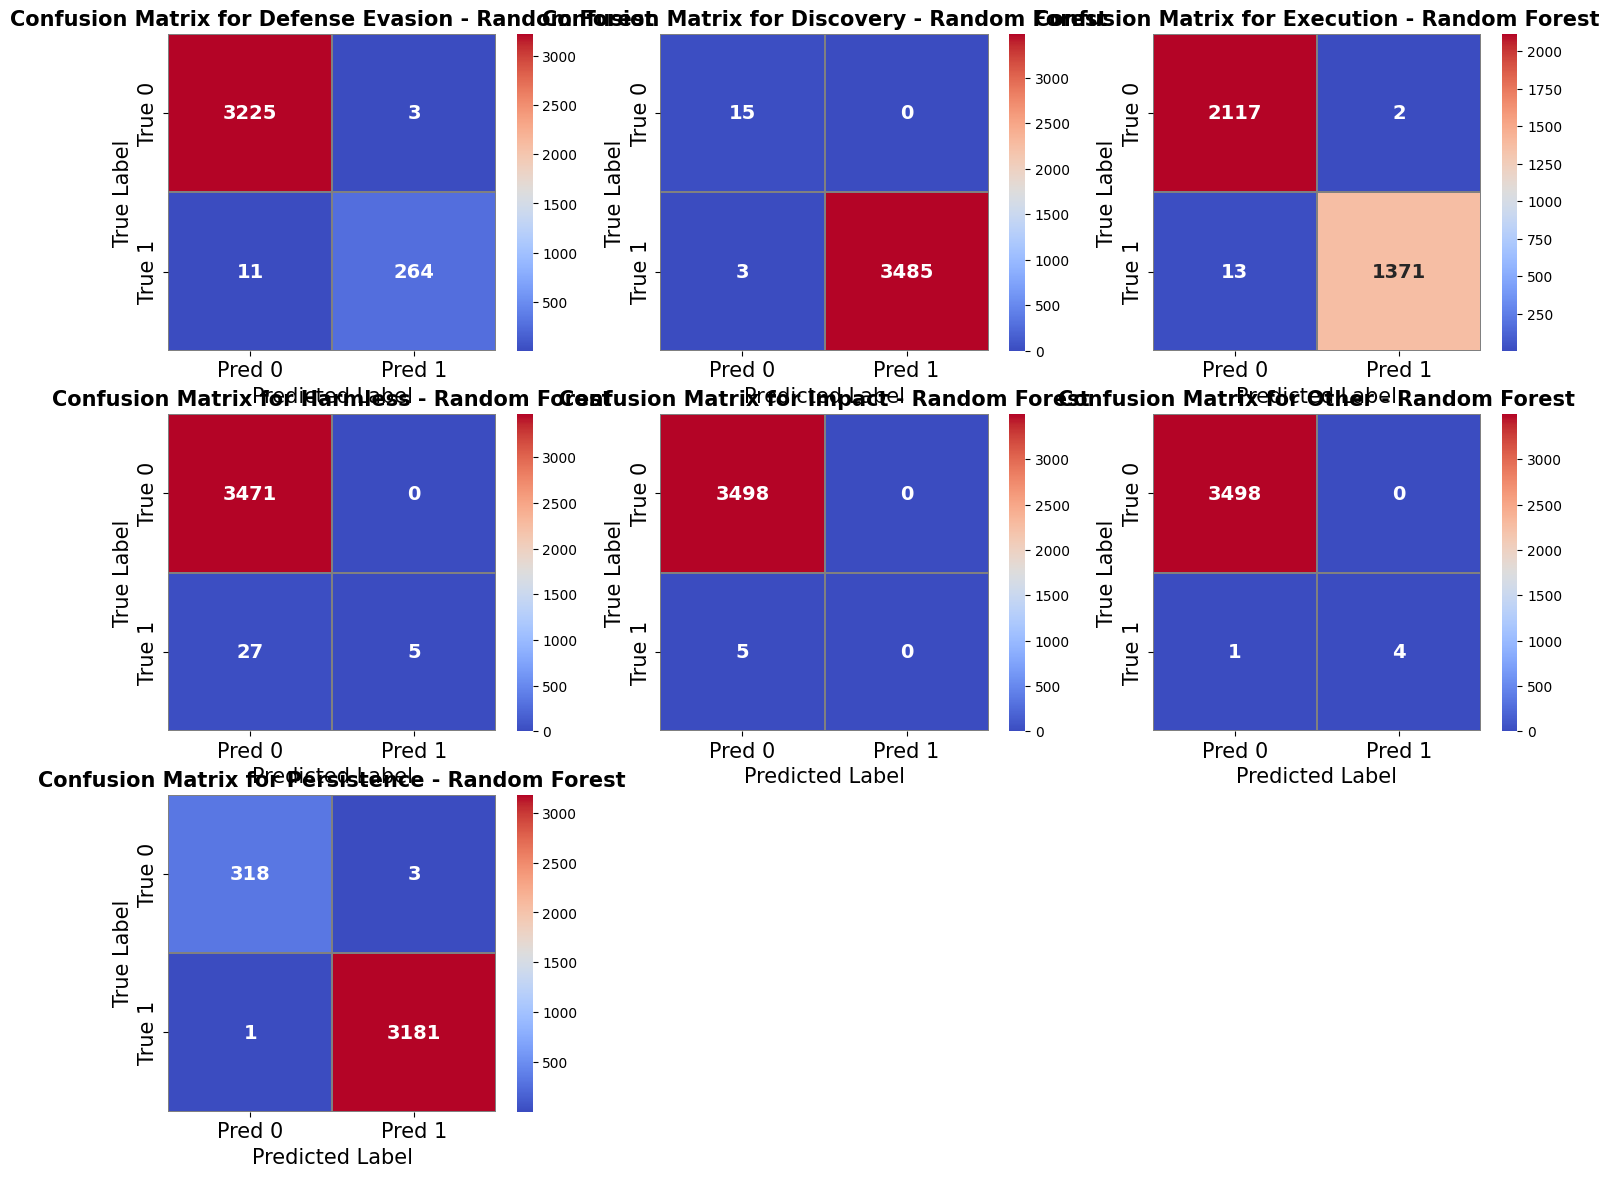 Confusion Matrix for Defense Evasion - Random Forest
True Label
True 0
True 1
3225
3
11
264
Pred 0
Pred 1
Predicted Label
3000
2500
2000
1500
1000
500
Confusion Matrix for Discovery - Random Forest
True Label
True 0
True 1
15
0
3
3485
Pred 0
Pred 1
Predicted Label
3000
2500
2000
1500
1000
500
0
Confusion Matrix for Execution - Random Forest
True Label
True 0
True 1
2117
2
13
1371
Pred 0
Pred 1
Predicted Label
2000
1750
1500
1250
1000
750
500
250
Confusion Matrix for Harmless - Random Forest
True Label
True 0
True 1
3471
0
27
5
Pred 0
Pred 1
Predicted Label
3000
2500
2000
1500
1000
500
0
Confusion Matrix for Impact - Random Forest
True Label
True 0
True 1
3498
0
5
0
Pred 0
Pred 1
Predicted Label
3000
2500
2000
1500
1000
500
0
Confusion Matrix for Other - Random Forest
True Label
True 0
True 1
3498
0
1
4
Pred 0
Pred 1
Predicted Label
3000
2500
2000
1500
1000
500
0
Confusion Matrix for Persistence - Random Forest
True Label
True 0
True 1
318
3
1
3181
Pred 0
Pred 1
Predicted Label
3000
2500
2000
1500
1000
500